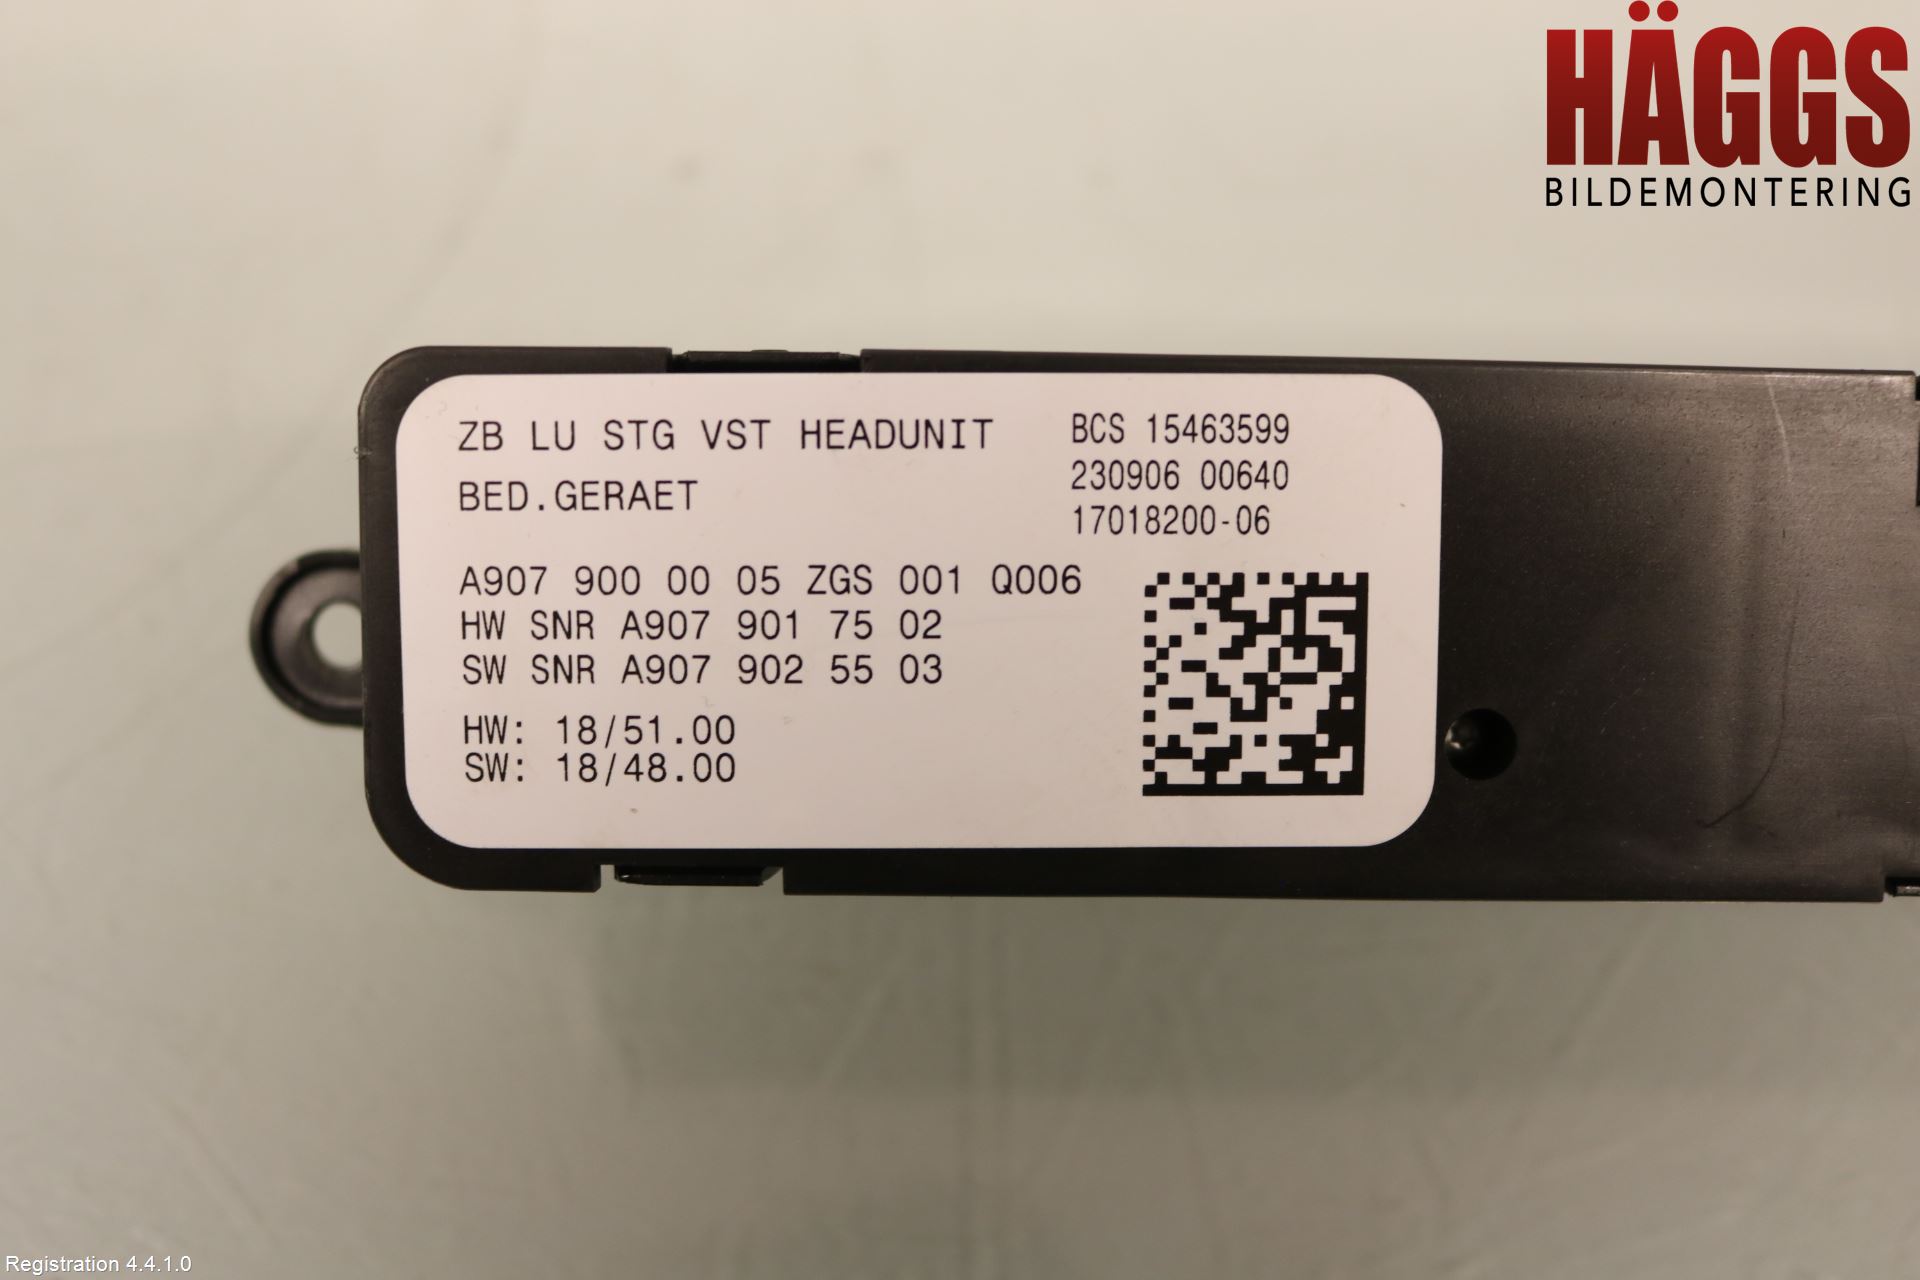 HÄGGS
BILDEMONTERING
ZB LU STG VST HEADUNIT
BED.GERAET
BCS 15463599
230906 00640
17018200-06
A907 900 00 05 ZGS 001 Q006
HW SNR A907 901 75 02
SW SNR A907 902 55 03
HW: 18/51.00
SW: 18/48.00
Registration 4.4.1.0